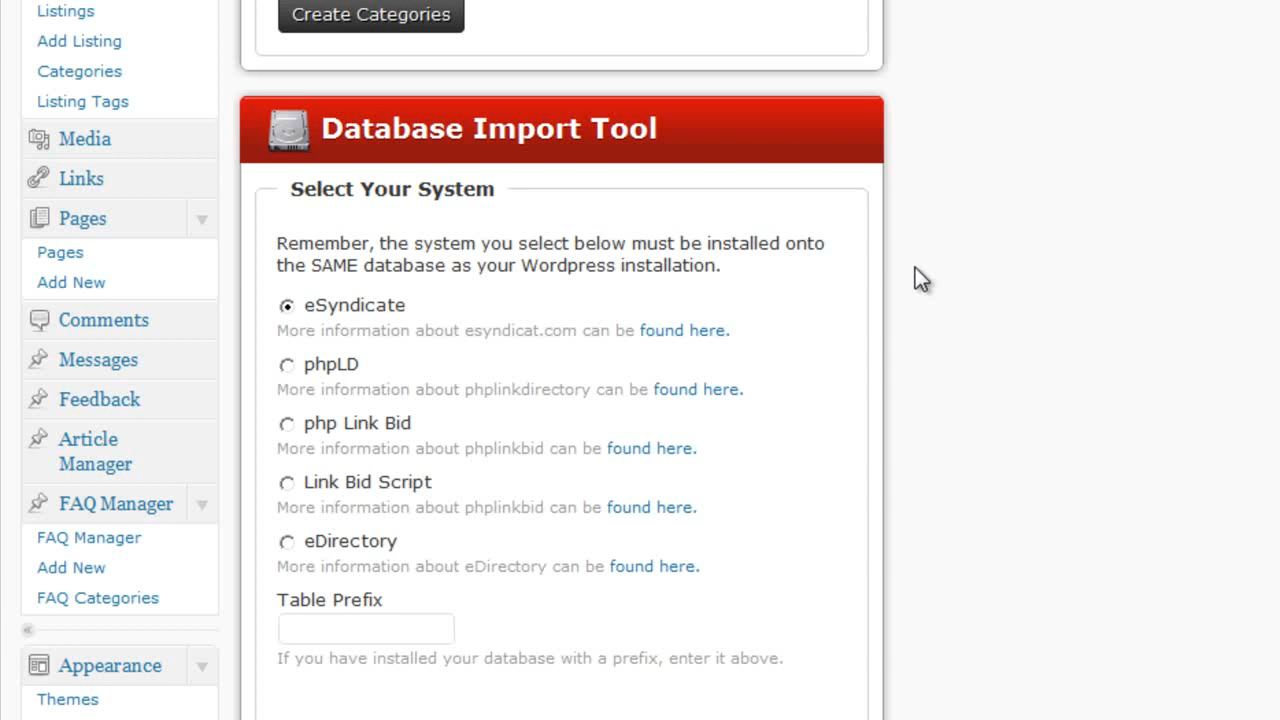 Listings
Add Listing
Categories
Listing Tags
Media
Links
Pages
Pages
Add New
Comments
Messages
Feedback
Article
Manager
FAQ Manager
FAQ Manager
Add New
FAQ Categories
Appearance
Themes
Create Categories
Database Import Tool
Select Your System
Remember, the system you select below must be installed onto
the SAME database as your Wordpress installation.
eSyndicate
More information about esyndicat.com can be found here.
phpLD
More information about phplinkdirectory can be found here.
php Link Bid
More information about phplinkbid can be found here.
Link Bid Script
More information about phplinkbid can be found here.
eDirectory
More information about eDirectory can be found here.
Table Prefix
If you have installed your database with a prefix, enter it above.